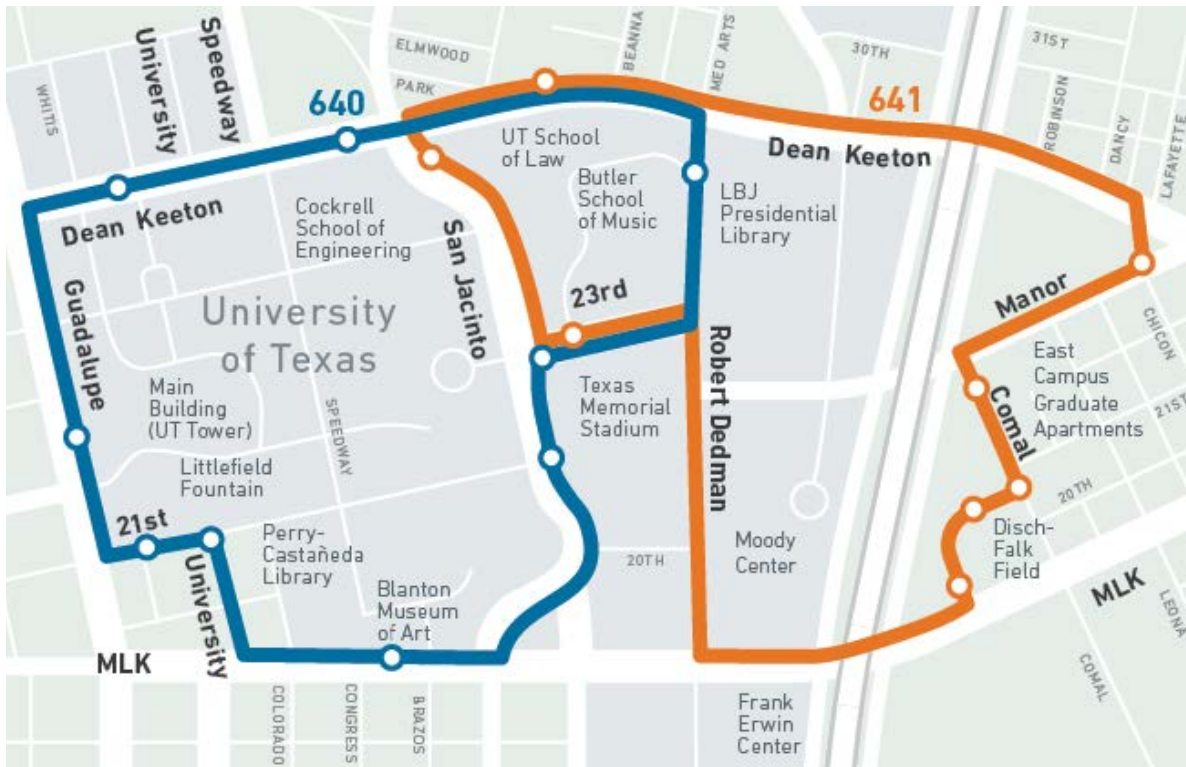 WHITIS
University
Speedway
640
ELMWOOD
PARK
BEANNA
MED ARTS
30TH
641
31ST
ROBINSON
DANCY
LAFAYETTE
Dean Keeton
UT School
of Law
Butler
School
of Music
LBJ
Presidential
Library
Dean Keeton
Cockrell
School of
Engineering
San Jacinto
University
of Texas
Guadalupe
Main
Building
(UT Tower)
Littlefield
Fountain
SPEEDWAY
23rd
Texas
Memorial
Stadium
Robert Dedman
Manor
CHICON
East
Campus
Graduate
Apartments
Comal
21ST
20TH
21st
University
Perry-
Castañeda
Library
Blanton
Museum
of Art
20TH
Moody
Center
Disch-
Falk
Field
MLK
LEONA
COMAL
MLK
COLORADO
CONGRESS
BRAZOS
Frank
Erwin
Center